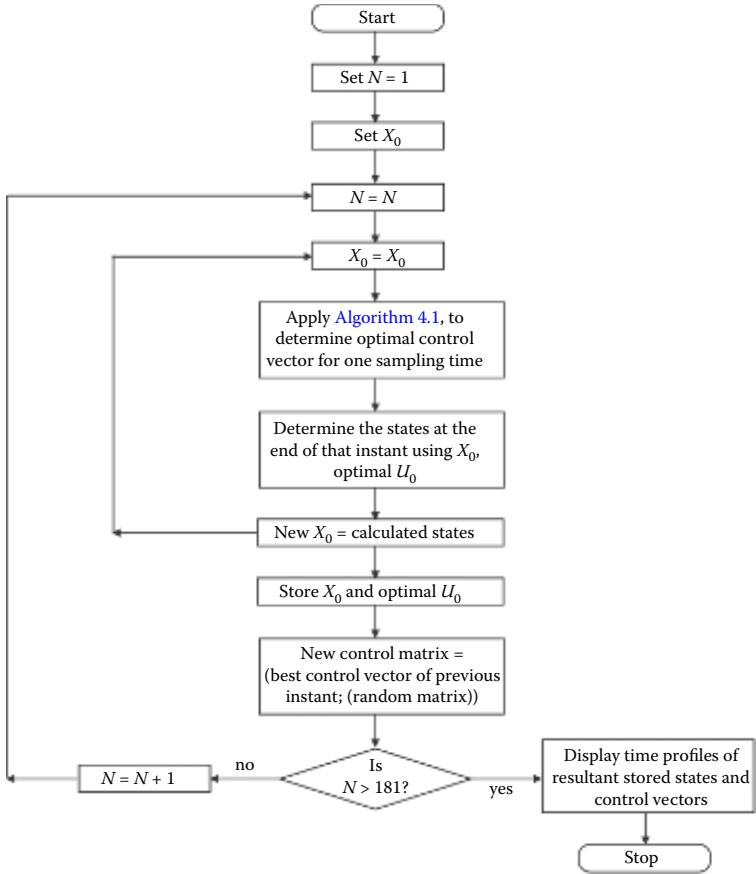 Start
Set N = 1
Set X₀
N = N
X₀ = X₀
Apply Algorithm 4.1, to
determine optimal control
vector for one sampling time
Determine the states at the
end of that instant using X₀,
optimal U₀
New X₀ = calculated states
Store X₀ and optimal U₀
New control matrix =
(best control vector of previous
instant; (random matrix))
Is
N > 181?
no
N = N + 1
yes
Display time profiles of
resultant stored states and
control vectors
Stop